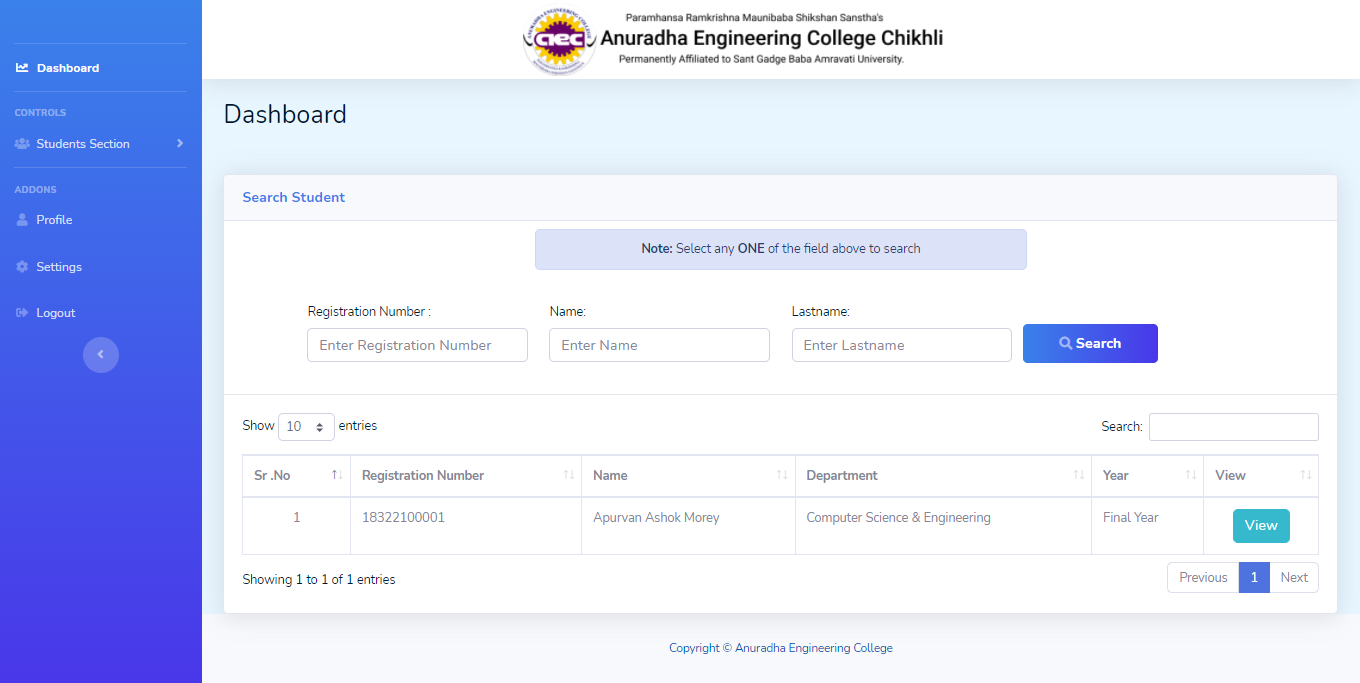 Paramhansa Ramkrishna Maunibaba Shikshan Sanstha's
aec Anuradha Engineering College Chikhli
Permanently Affiliated to Sant Gadge Baba Amravati University.
Dashboard
CONTROLS
Students Section
ADDONS
Profile
Settings
Logout
Dashboard
Search Student
Note: Select any ONE of the field above to search
Registration Number : Name: Lastname:
Enter Registration Number Enter Name Enter Lastname Search
Show 10 entries Search:
Sr .No Registration Number Name Department Year View
1 18322100001 Apurvan Ashok Morey Computer Science & Engineering Final Year View
Showing 1 to 1 of 1 entries Previous 1 Next
Copyright © Anuradha Engineering College